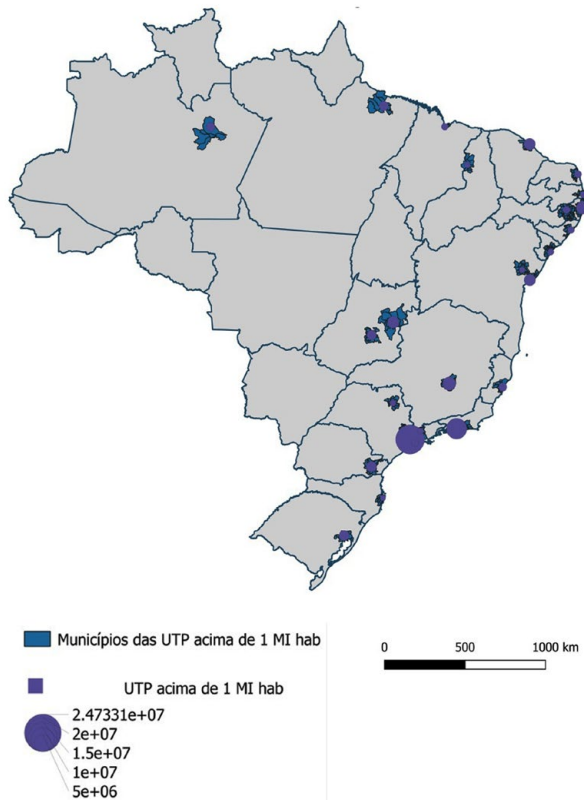 Municípios das UTP acima de 1 MI hab
UTP acima de 1 MI hab
2.47331e+07
2e+07
1.5e+07
1e+07
5e+06
0 500 1000 km